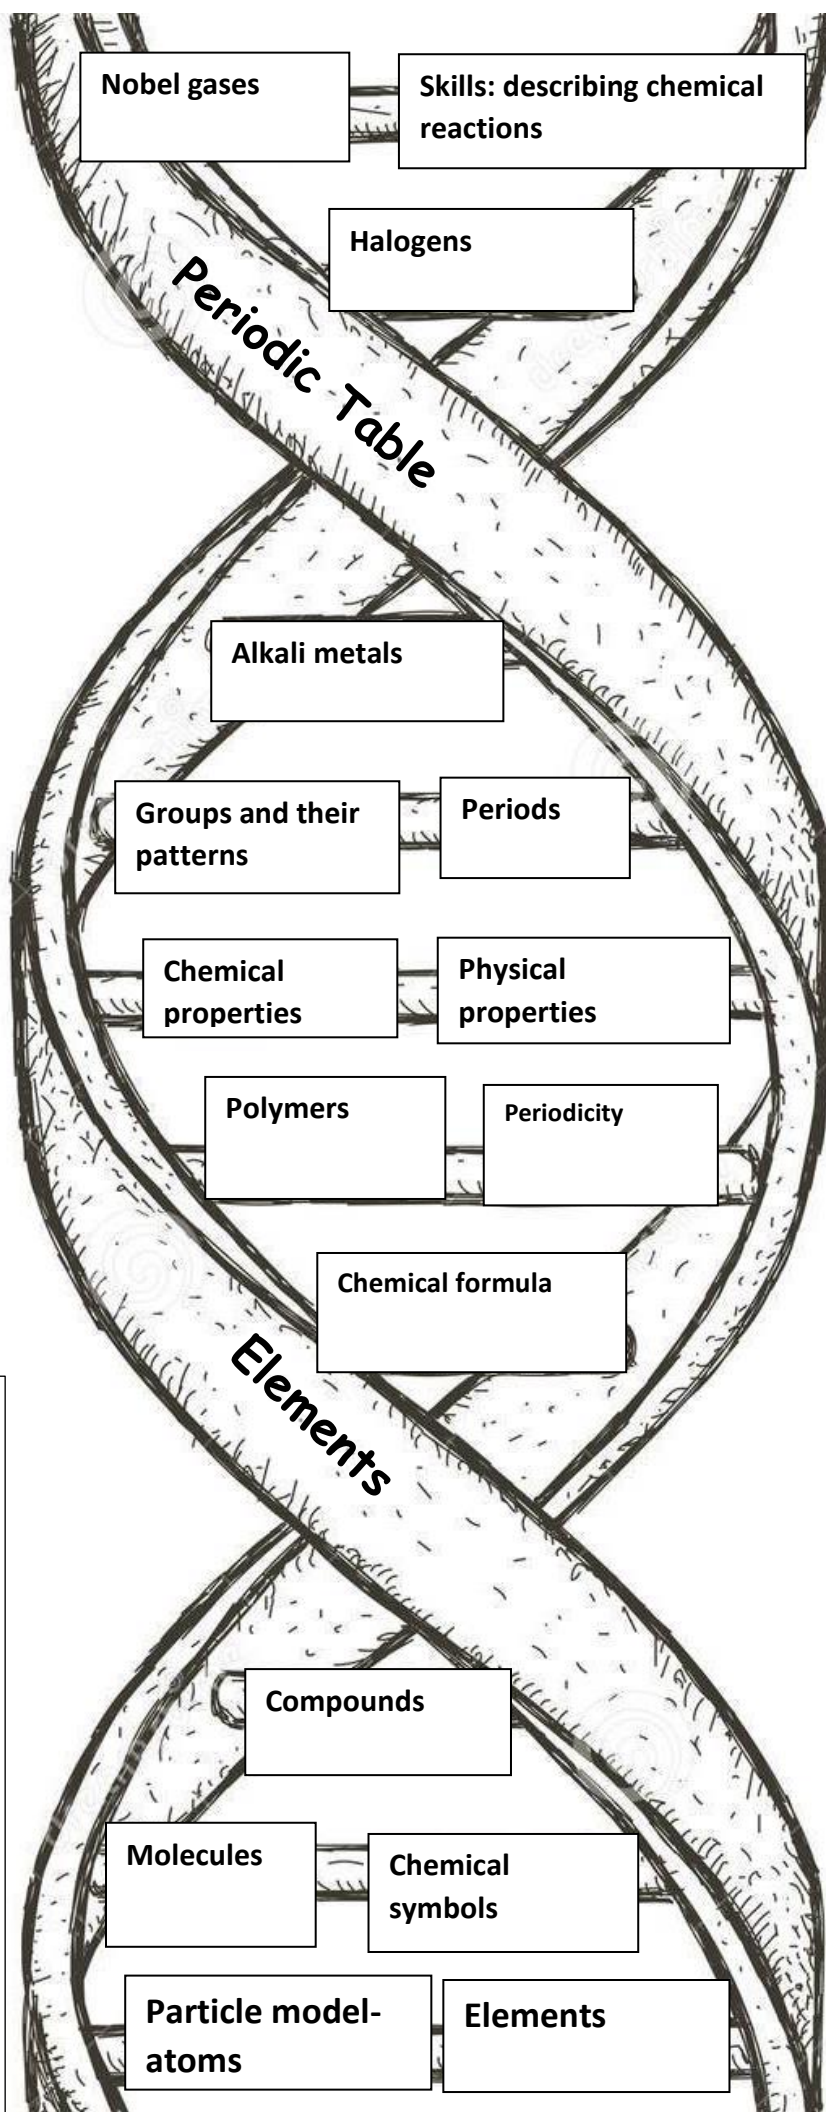 Nobel gases
Skills: describing chemical
reactions
Halogens
Periodic Table
Alkali metals
Groups and their
patterns
Periods
Chemical
properties
Physical
properties
Polymers
Periodicity
Chemical formula
Elements
Compounds
Molecules
Chemical
symbols
Particle model-
atoms
Elements